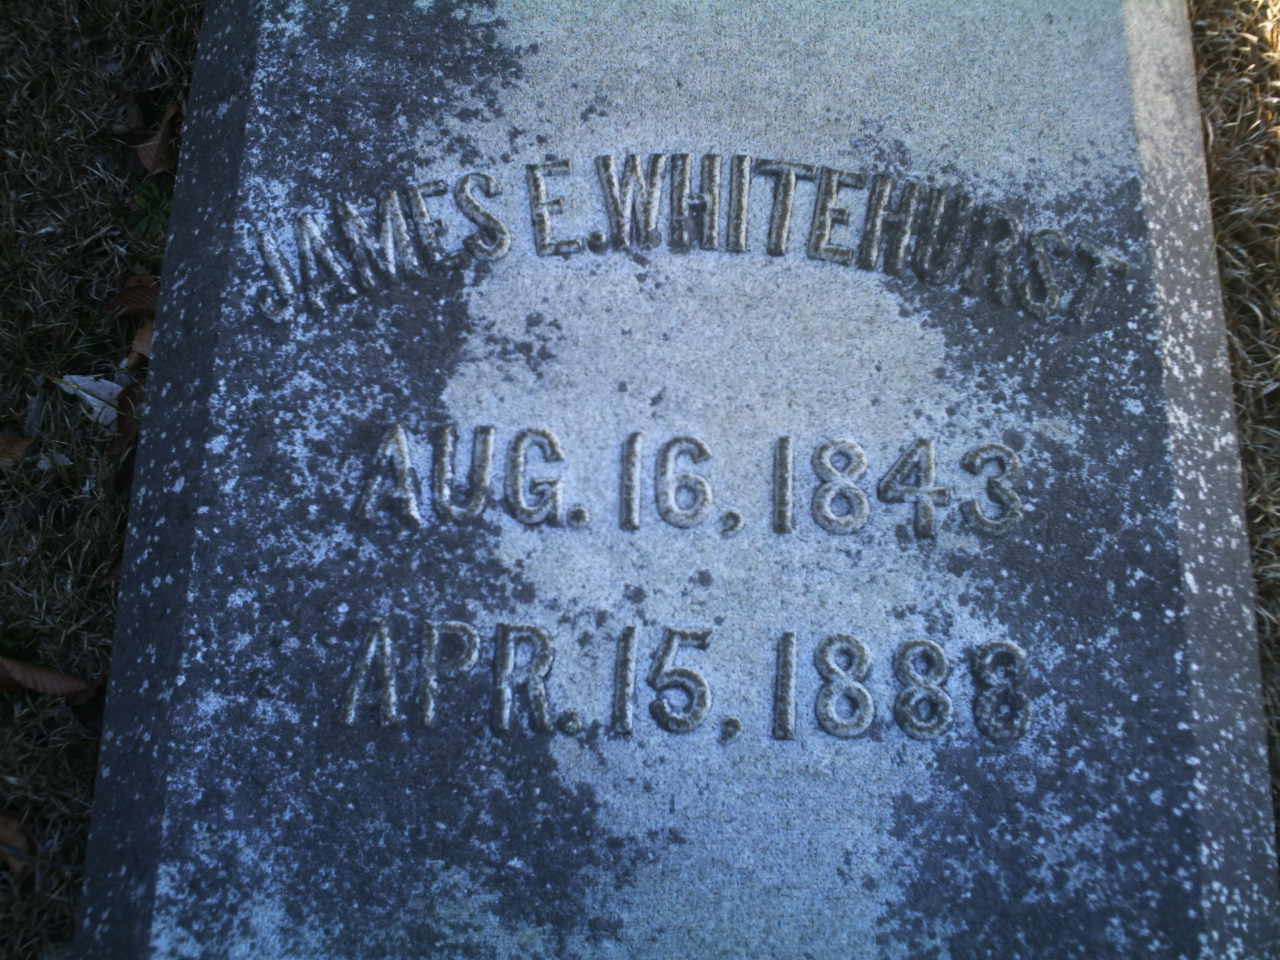 JAMES E. WHITEHURST
AUG. 16, 1843
APR. 15, 1888